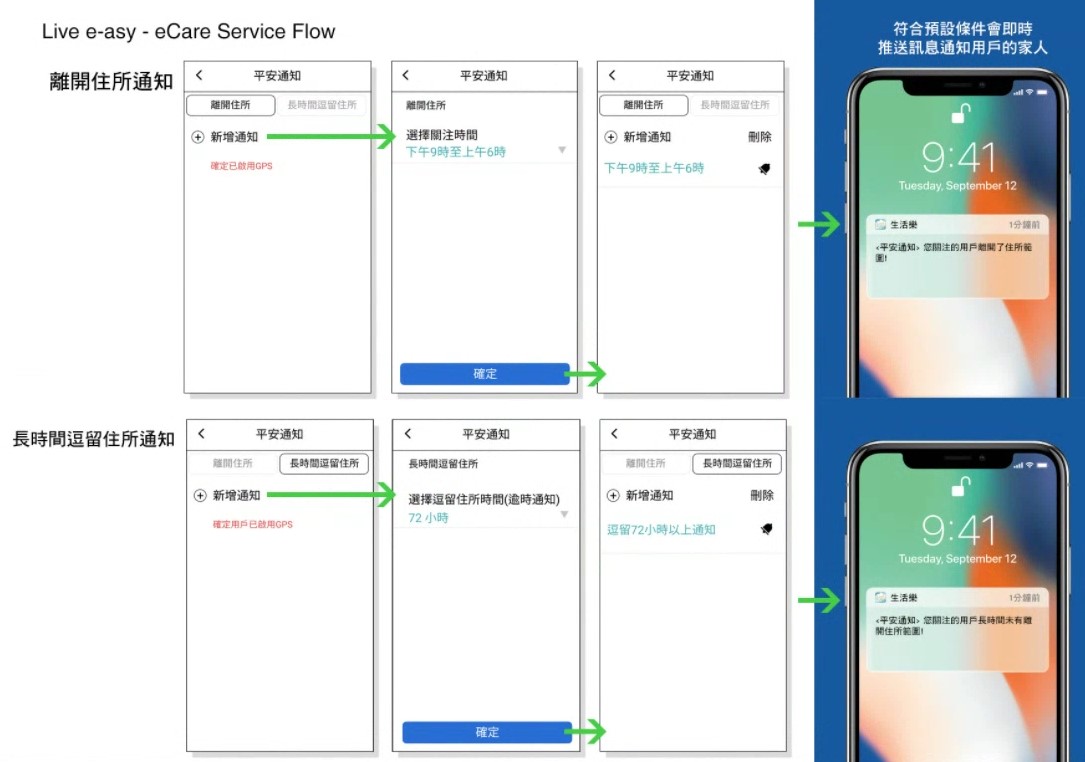 Live e-asy - eCare Service Flow
離開住所通知
平安通知
離開住所
長時間逗留住所
新增通知
確定已啟用GPS
平安通知
離開住所
選擇關注時間
下午9時至上午6時
確定
平安通知
離開住所
長時間逗留住所
新增通知
刪除
下午9時至上午6時
符合預設條件會即時
推送訊息通知用戶的家人
9:41
Tuesday, September 12
生活樂
1分鐘前
<平安通知> 您關注的用戶離開了住所範
圍!
長時間逗留住所通知
平安通知
離開住所
長時間逗留住所
新增通知
確定用戶已啟用GPS
平安通知
長時間逗留住所
選擇逗留住所時間(逾時通知)
72 小時
確定
平安通知
離開住所
長時間逗留住所
新增通知
刪除
逗留72小時以上通知
9:41
Tuesday, September 12
生活樂
1分鐘前
<平安通知> 您關注的用戶長時間未有離
開住所範圍!